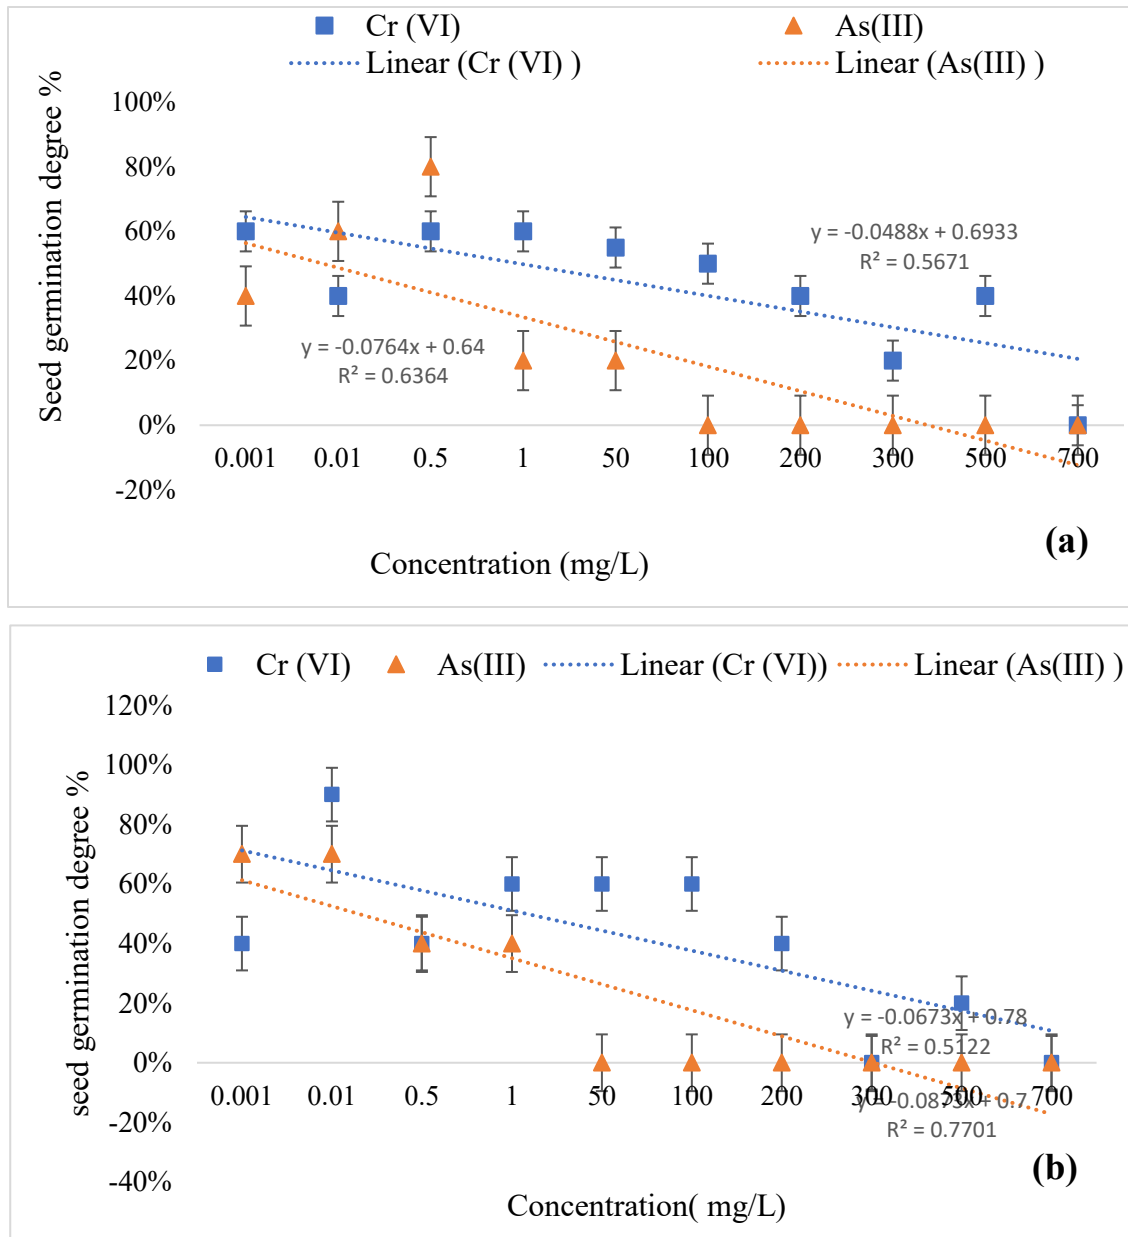 Cr (VI) As(III)
Linear (Cr (VI) ) Linear (As(III) )
Seed germination degree %
100%
80%
60%
40%
20%
0%
-20%
y = -0.0488x + 0.6933
R² = 0.5671
y = -0.0764x + 0.64
R² = 0.6364
0.001 0.01 0.5 1 50 100 200 300 500 700
Concentration (mg/L)
(a)
Cr (VI) As(III) Linear (Cr (VI)) Linear (As(III) )
seed germination degree %
120%
100%
80%
60%
40%
20%
0%
-20%
-40%
y = -0.0673x + 0.78
R² = 0.5122
0.001 0.01 0.5 1 50 100 200 300 500 700
y = -0.0873x + 0.7
R² = 0.7701
Concentration( mg/L)
(b)